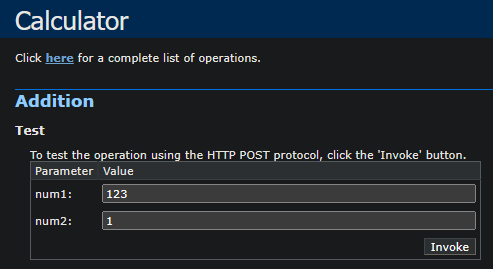 Calculator
Click here for a complete list of operations.
Addition
Test
To test the operation using the HTTP POST protocol, click the 'Invoke' button.
Parameter Value
num1: 123
num2: 1
Invoke